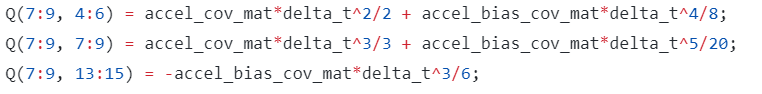 Q(7:9, 4:6) = accel_cov_mat*delta_t^2/2 + accel_bias_cov_mat*delta_t^4/8;
Q(7:9, 7:9) = accel_cov_mat*delta_t^3/3 + accel_bias_cov_mat*delta_t^5/20;
Q(7:9, 13:15) = -accel_bias_cov_mat*delta_t^3/6;